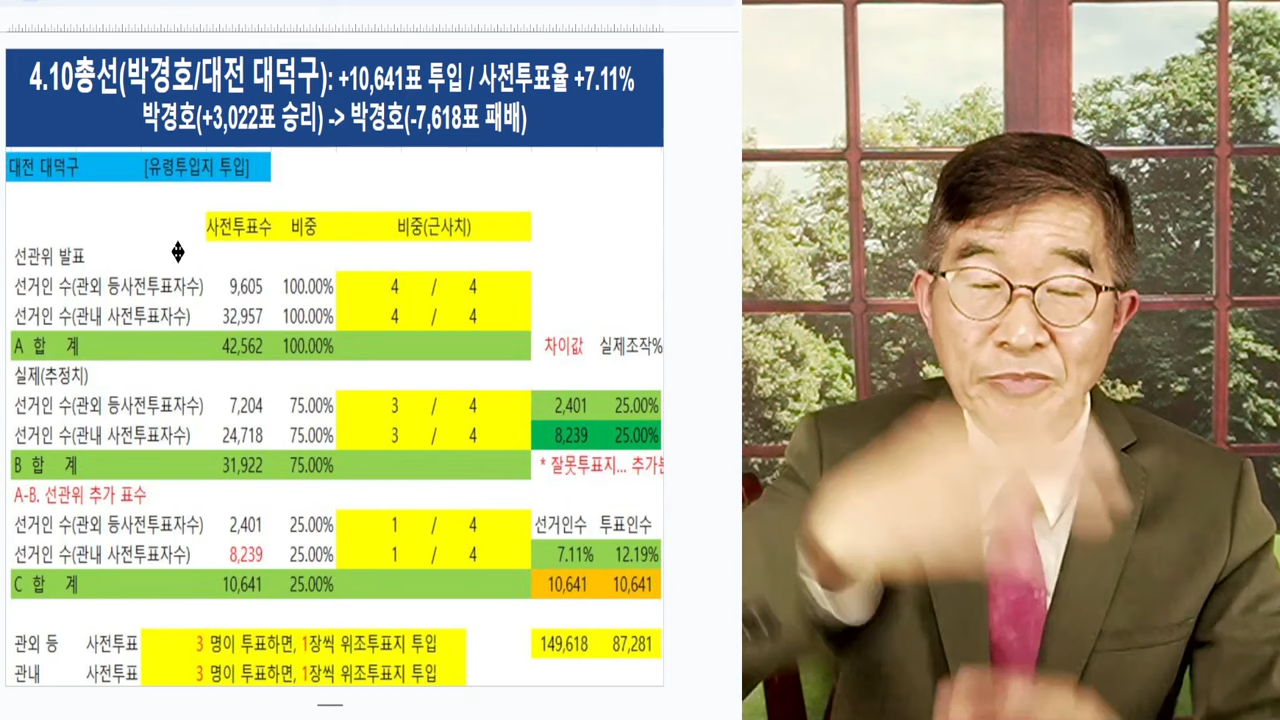 4.10총선(박경호/대전 대덕구): +10,641표 투입 / 사전투표율 +7.11%
박경호(+3,022표 승리) -> 박경호(-7,618표 패배)
대전 대덕구 [유령투입지 투입]
사전투표수 비중 비중(근사치)
선관위 발표
선거인 수(관외 등사전투표자수) 9,605 100.00% 4 / 4
선거인 수(관내 사전투표자수) 32,957 100.00% 4 / 4
A 합 계 42,562 100.00% 차이값 실제조작%
실제(추정치)
선거인 수(관외 등사전투표자수) 7,204 75.00% 3 / 4 2,401 25.00%
선거인 수(관내 사전투표자수) 24,718 75.00% 3 / 4 8,239 25.00%
B 합 계 31,922 75.00% * 잘못투표지... 추가
A-B. 선관위 추가 표수
선거인 수(관외 등사전투표자수) 2,401 25.00% 1 / 4 선거인수 투표인수
선거인 수(관내 사전투표자수) 8,239 25.00% 1 / 4 7.11% 12.19%
C 합 계 10,641 25.00% 10,641 10,641
관외 등 사전투표 3 명이 투표하면, 1장씩 위조투표지 투입 149,618 87,281
관내 사전투표 3 명이 투표하면, 1장씩 위조투표지 투입